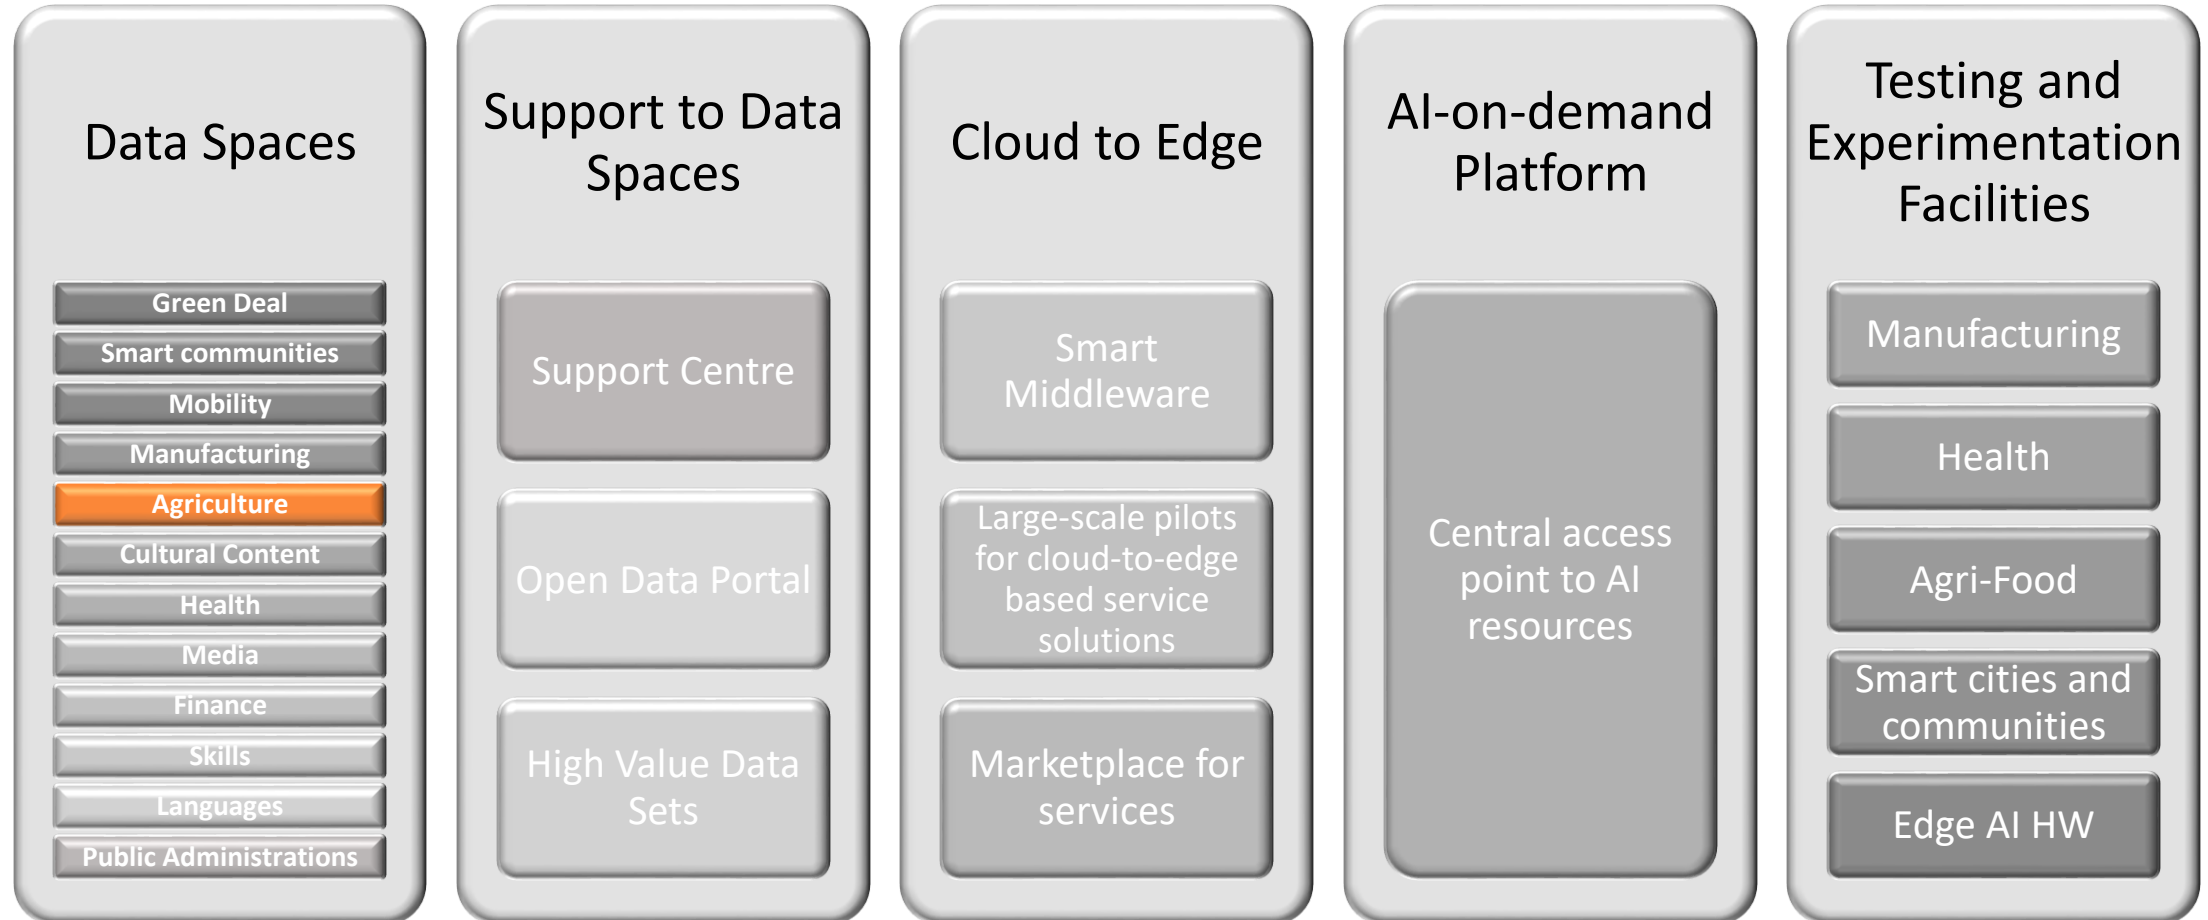 Data Spaces
Green Deal
Smart communities
Mobility
Manufacturing
Agriculture
Cultural Content
Health
Media
Finance
Skills
Languages
Public Administrations
Support to Data
Spaces
Support Centre
Open Data Portal
High Value Data
Sets
Cloud to Edge
Smart
Middleware
Large-scale pilots
for cloud-to-edge
based service
solutions
Marketplace for
services
AI-on-demand
Platform
Central access
point to AI
resources
Testing and
Experimentation
Facilities
Manufacturing
Health
Agri-Food
Smart cities and
communities
Edge AI HW